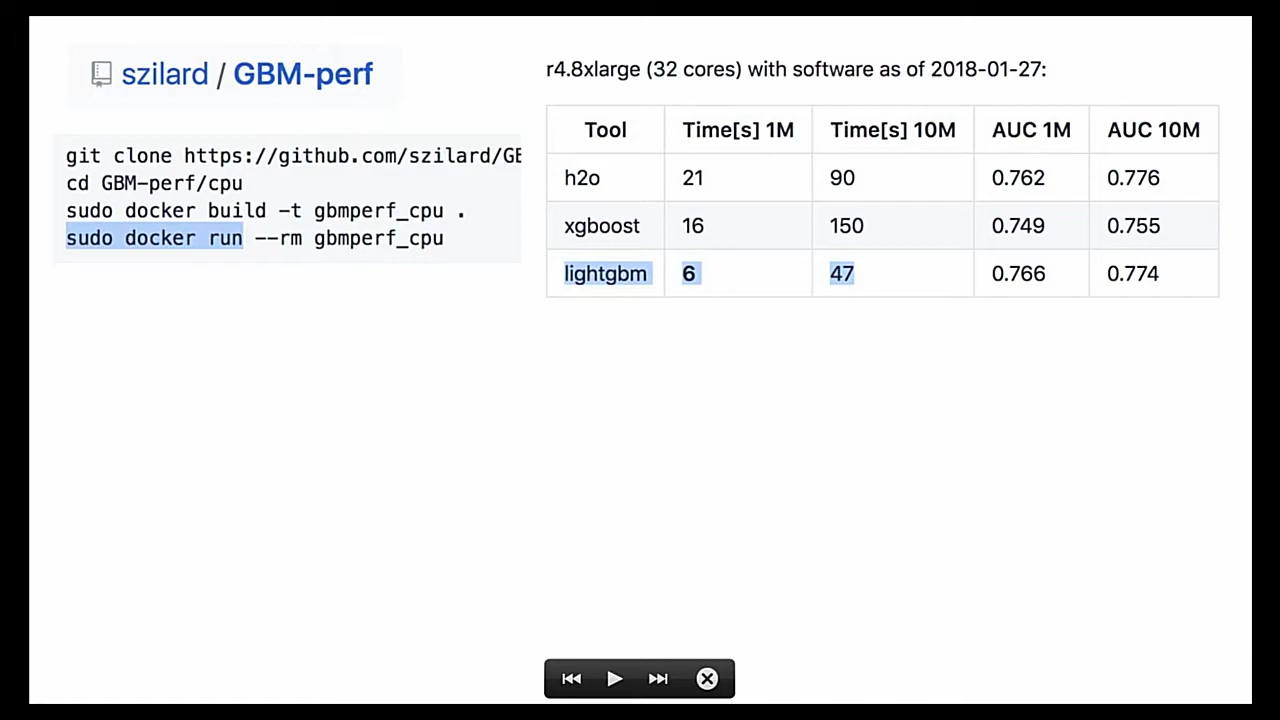 szilard / GBM-perf
git clone https://github.com/szilard/GB
cd GBM-perf/cpu
sudo docker build -t gbmperf_cpu .
sudo docker run --rm gbmperf_cpu
r4.8xlarge (32 cores) with software as of 2018-01-27:
Tool Time[s] 1M Time[s] 10M AUC 1M AUC 10M
h2o 21 90 0.762 0.776
xgboost 16 150 0.749 0.755
lightgbm 6 47 0.766 0.774